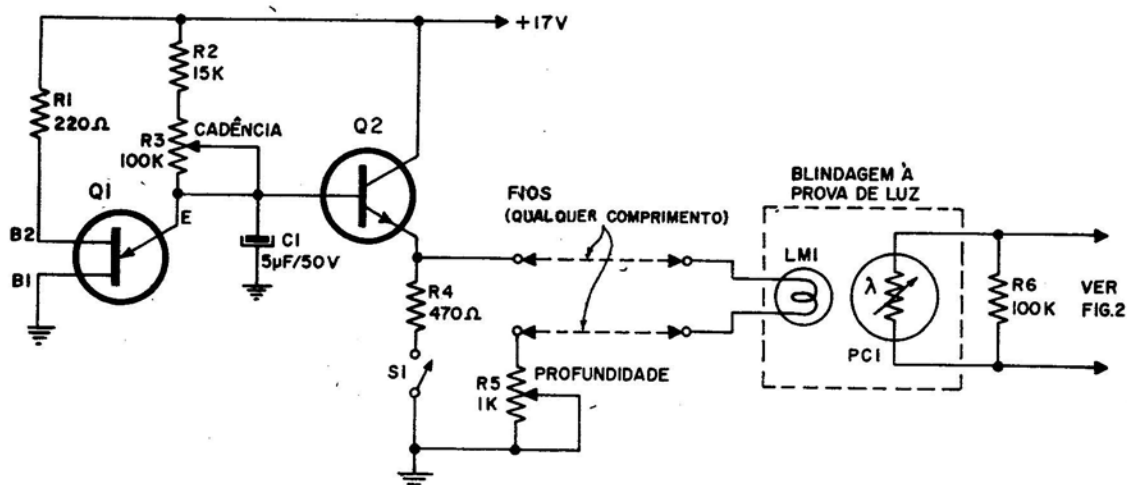 +17V
R2
15K
R1
220Ω
R3
100K
CADÊNCIA
Q2
Q1
E
B2
B1
C1
5µF/50V
R4
470Ω
S1
FIOS
(QUALQUER COMPRIMENTO)
R5
1K
PROFUNDIDADE
BLINDAGEM À
PROVA DE LUZ
LM1
λ
PC1
R6
100K
VER
FIG.2